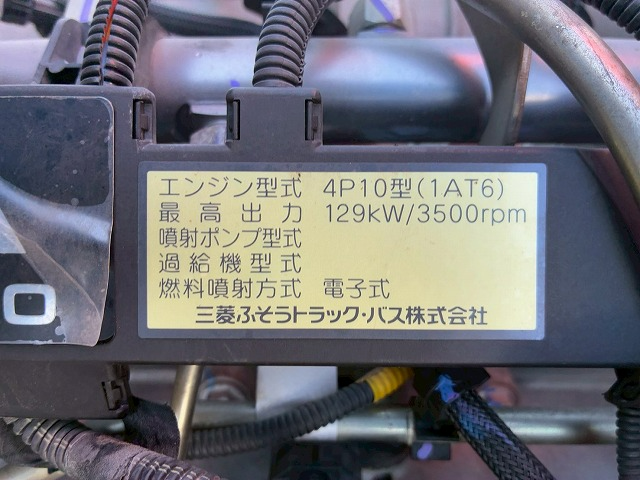 エンジン型式 4P10型(1AT6)
最高出力 129kW/3500rpm
噴射ポンプ型式
過給機型式
燃料噴射方式 電子式
三菱ふそうトラック・バス株式会社